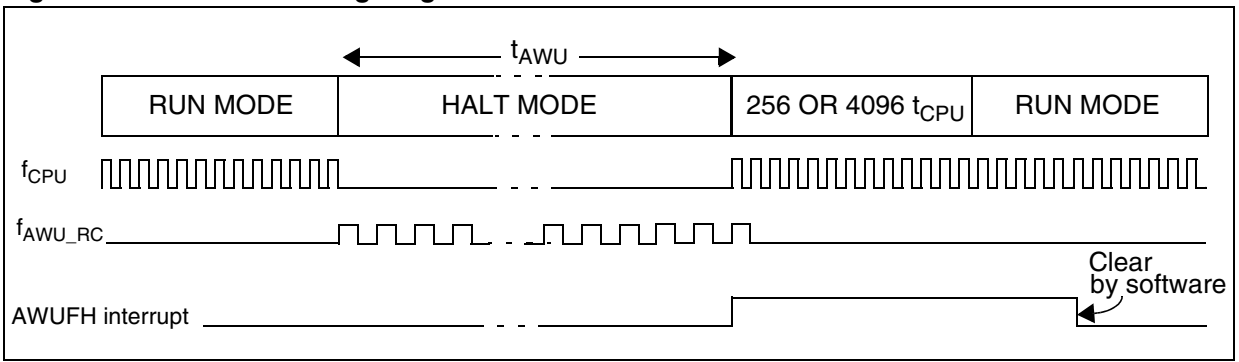 tAWU
RUN MODE
HALT MODE
256 OR 4096 tCPU
RUN MODE
fCPU
fAWU_RC
Clear
by software
AWUFH interrupt